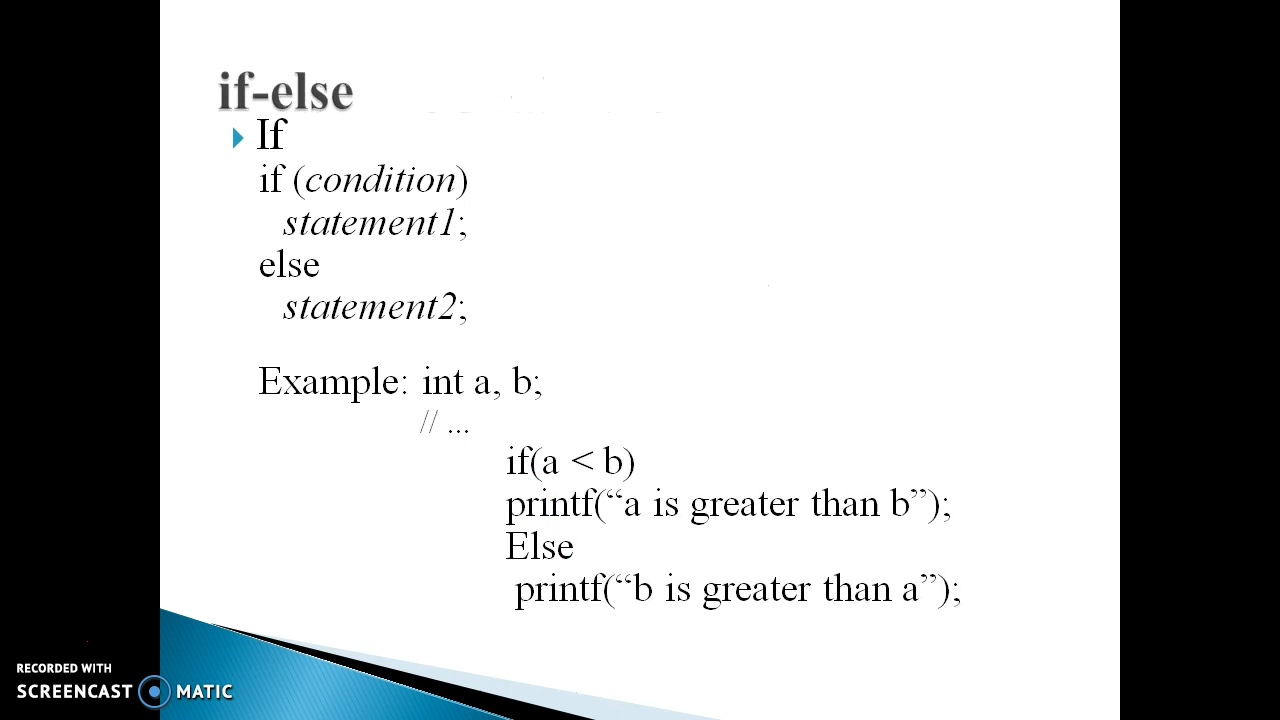 if-else
If
if (condition)
statement1;
else
statement2;
Example: int a, b;
// ...
if(a < b)
printf(“a is greater than b”);
Else
printf(“b is greater than a”);
RECORDED WITH
SCREENCAST MATIC